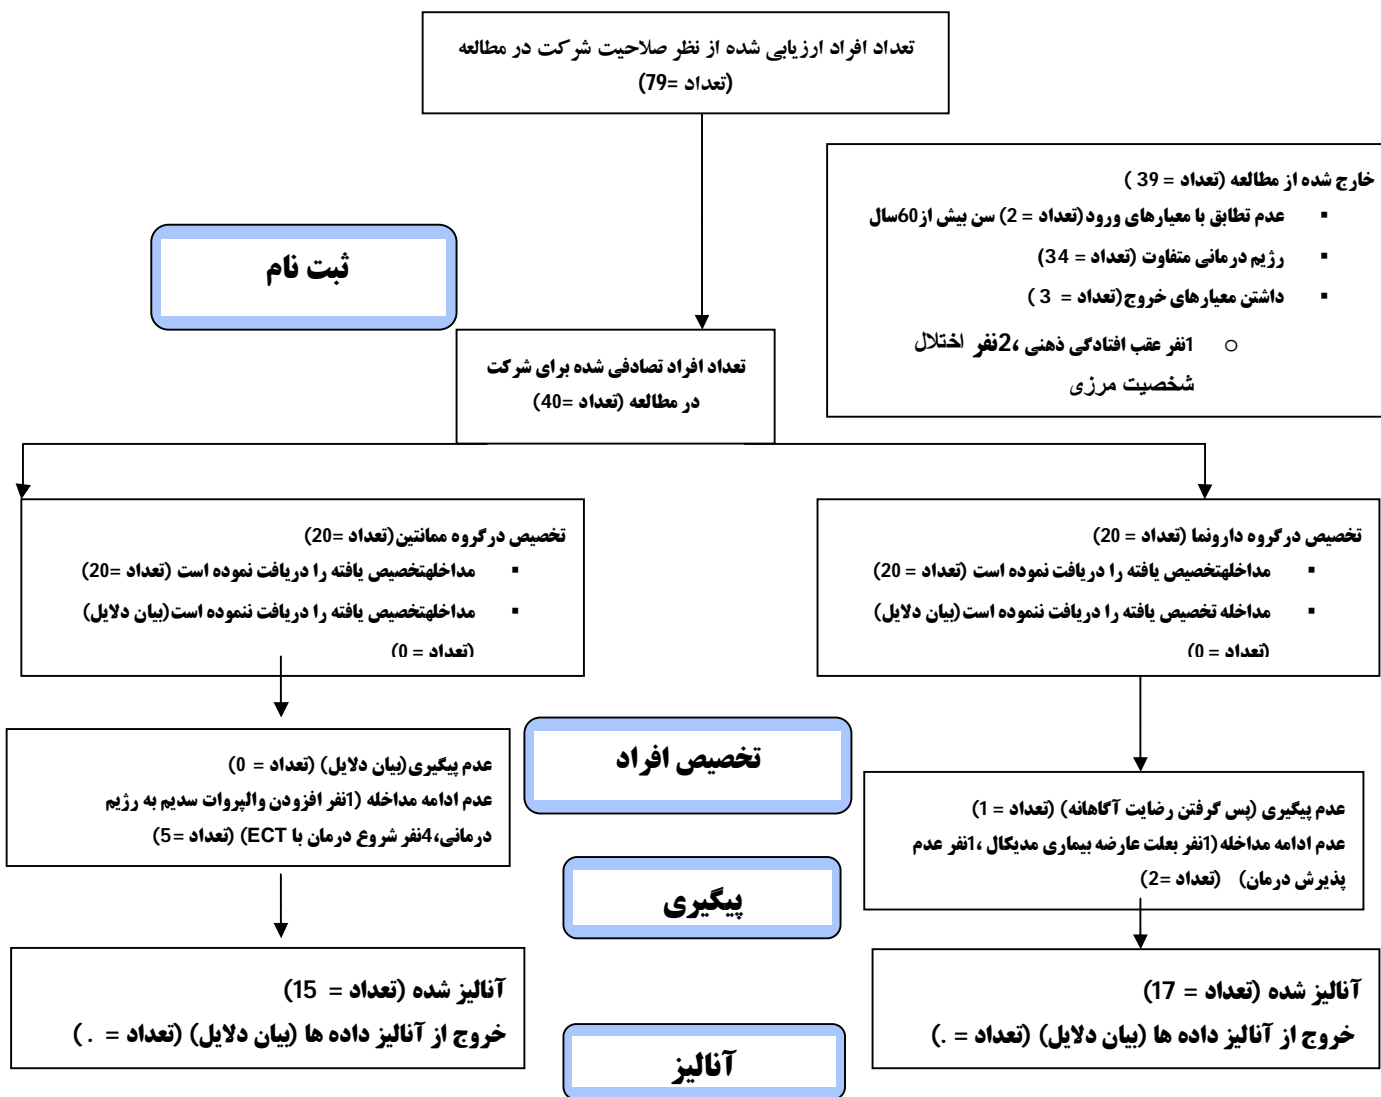 تعداد افراد ارزیابی شده از نظر صلاحیت شرکت در مطالعه
(تعداد =79)
خارج شده از مطالعه (تعداد = 39 )
▪ عدم تطابق با معیارهای ورود(تعداد = 2) سن بیش از60سال
▪ رژیم درمانی متفاوت (تعداد = 34)
▪ داشتن معیارهای خروج(تعداد = 3 )
○ 1نفر عقب افتادگی ذهنی ،2نفر اختلال
شخصیت مرزی
ثبت نام
تعداد افراد تصادفی شده برای شرکت
در مطالعه (تعداد =40)
تخصیص درگروه دارونما (تعداد = 20)
▪ مداخلهتخصیص یافته را دریافت نموده است (تعداد = 20)
▪ مداخله تخصیص یافته را دریافت ننموده است(بیان دلایل)
(تعداد = 0)
تخصیص درگروه ممانتین(تعداد =20)
▪ مداخلهتخصیص یافته را دریافت نموده است (تعداد =20)
▪ مداخلهتخصیص یافته را دریافت ننموده است(بیان دلایل)
(تعداد = 0)
تخصیص افراد
عدم پیگیری (پس گرفتن رضایت آگاهانه) (تعداد = 1)
عدم ادامه مداخله(1نفر بعلت عارضه بیماری مدیکال ،1نفر عدم
پذیرش درمان) (تعداد =2)
عدم پیگیری(بیان دلایل) (تعداد = 0)
عدم ادامه مداخله (1نفر افزودن والپروات سدیم به رژیم
درمانی،4نفر شروع درمان با ECT) (تعداد =5)
پیگیری
آنالیز شده (تعداد = 17)
خروج از آنالیز داده ها (بیان دلایل) (تعداد = .)
آنالیز شده (تعداد = 15)
خروج از آنالیز داده ها (بیان دلایل) (تعداد = . )
آنالیز